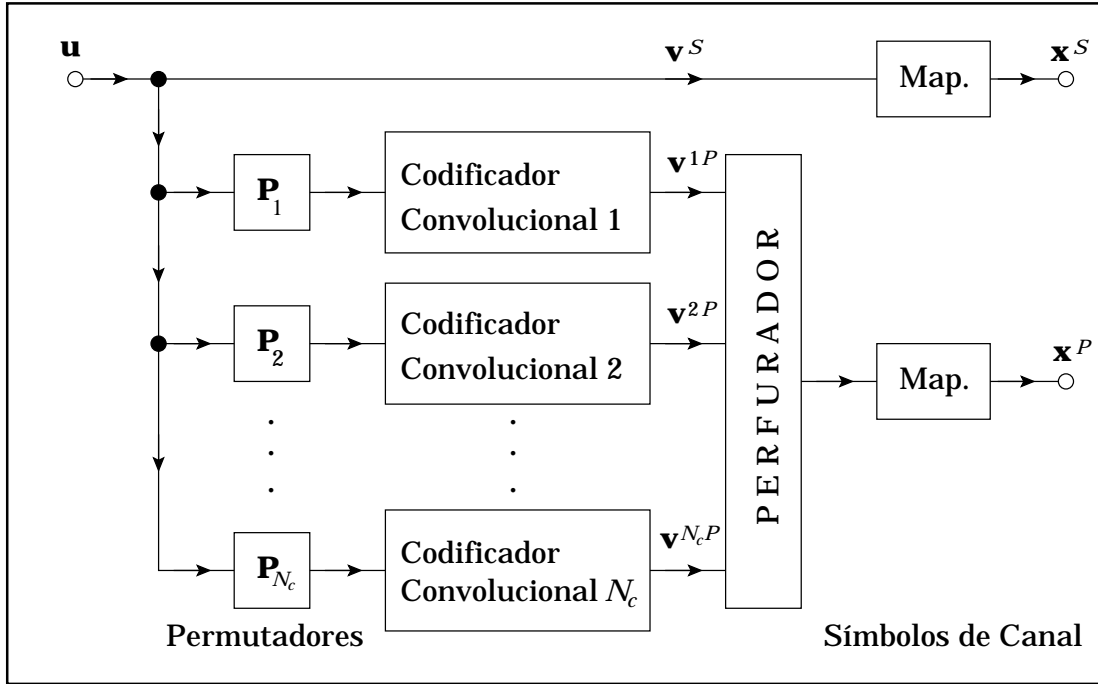 u
v^S
Map.
x^S
P_1
Codificador
Convolucional 1
v^{1P}
P_2
Codificador
Convolucional 2
v^{2P}
PERFURADOR
Map.
x^P
P_{N_c}
Codificador
Convolucional N_c
v^{N_cP}
Permutadores
Símbolos de Canal